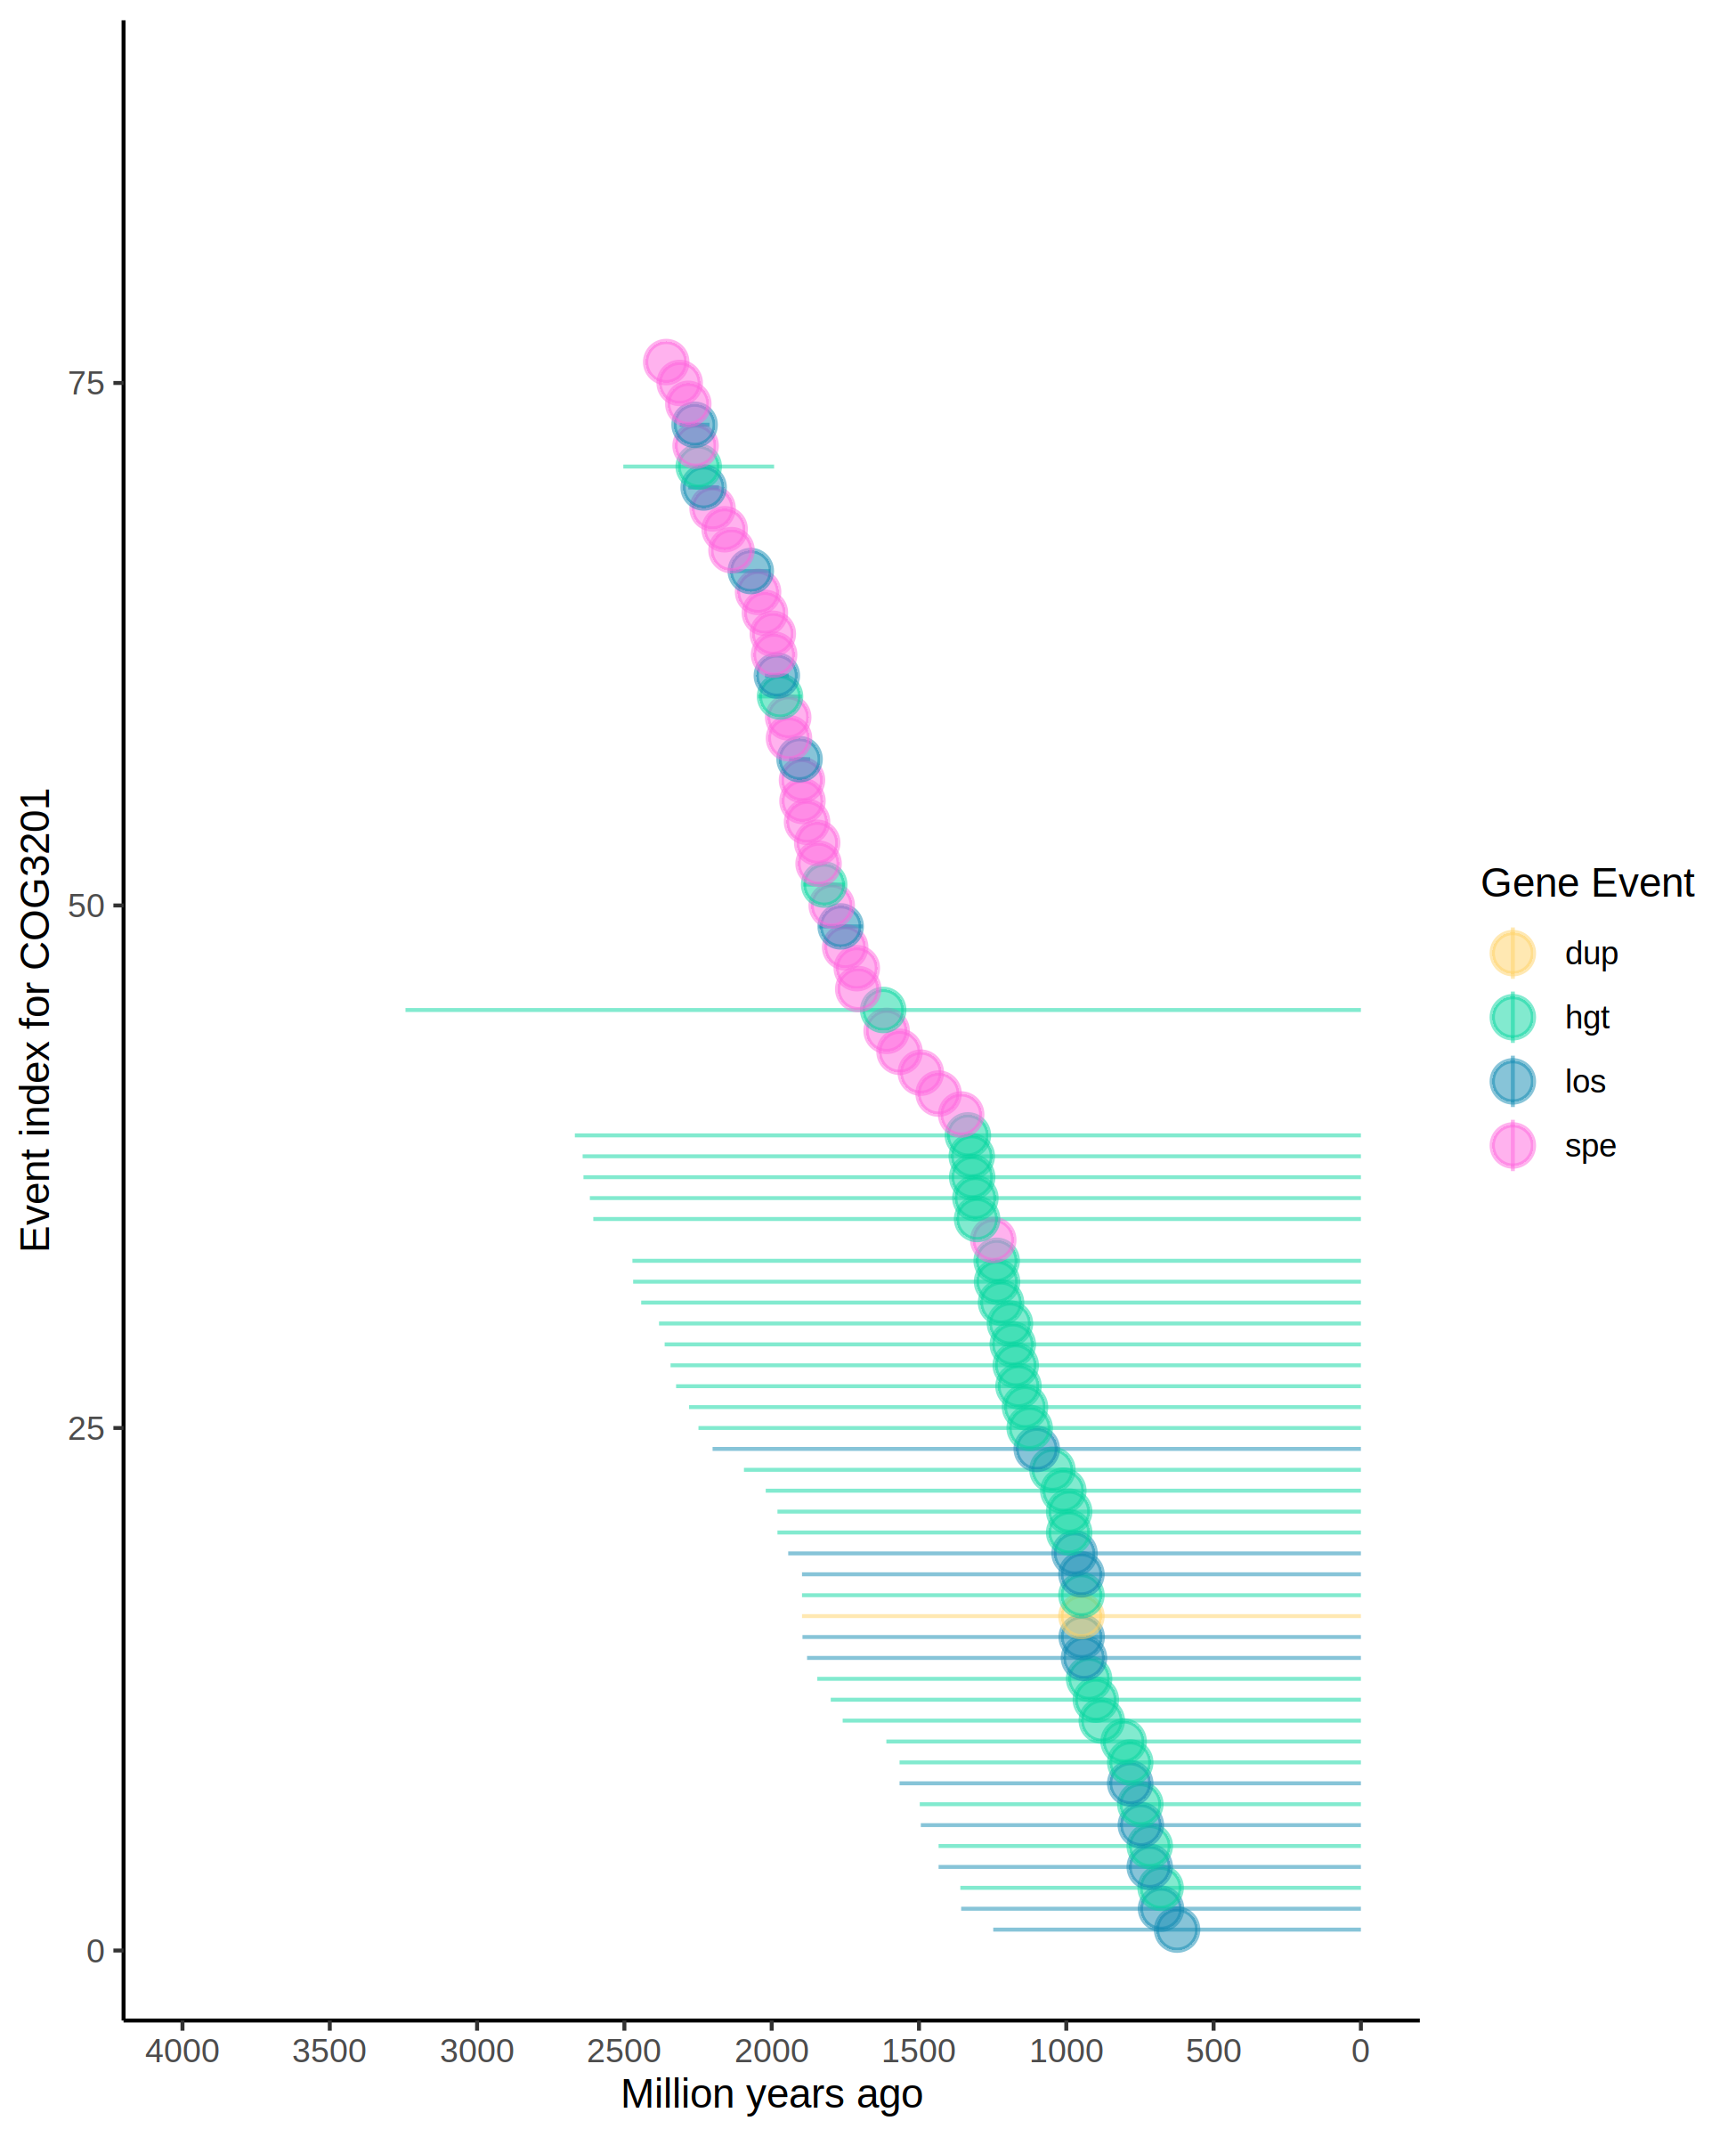 Event index for COG3201
75
50
25
0
4000 3500 3000 2500 2000 1500 1000 500 0
Million years ago
Gene Event
dup
hgt
los
spe